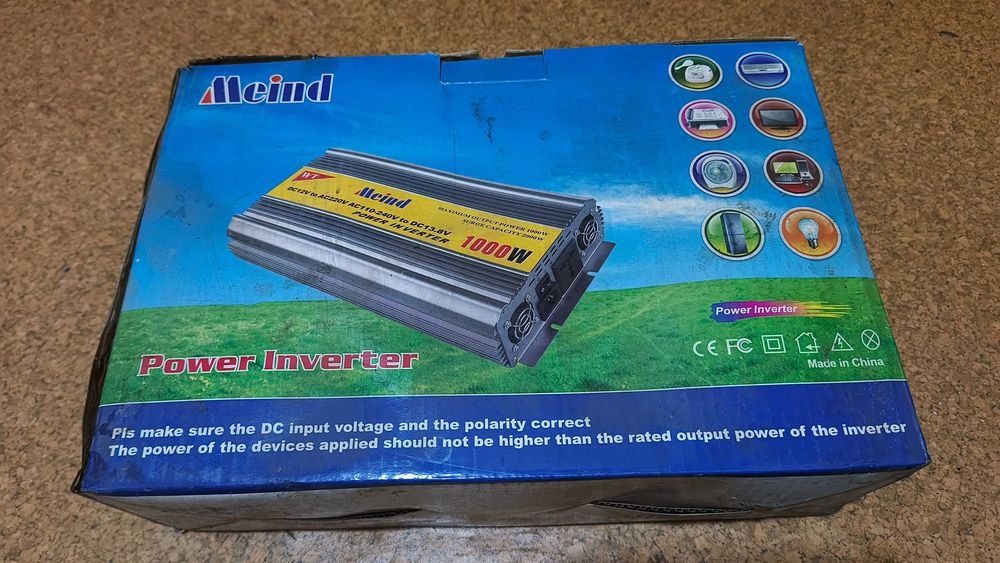 Meind
WT
Meind
DC12V to AC220V AC110-240V to DC13.8V
POWER INVERTER
MAXIMUM OUTPUT POWER 1000W
SURGE CAPACITY 2000W
1000W
Power Inverter
CE FC
Made in China
Power Inverter
Pls make sure the DC input voltage and the polarity correct
The power of the devices applied should not be higher than the rated output power of the inverter